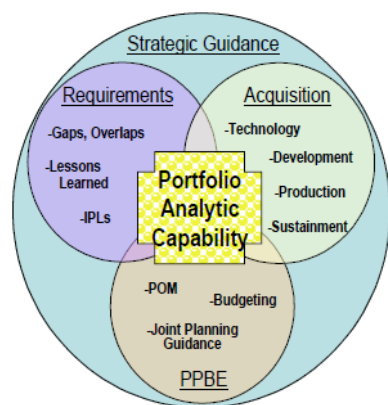 Strategic Guidance
Requirements
-Gaps, Overlaps
-Lessons
Learned
-IPLs
Acquisition
-Technology
-Development
-Production
-Sustainment
Portfolio
Analytic
Capability
-POM
-Budgeting
-Joint Planning
Guidance
PPBE